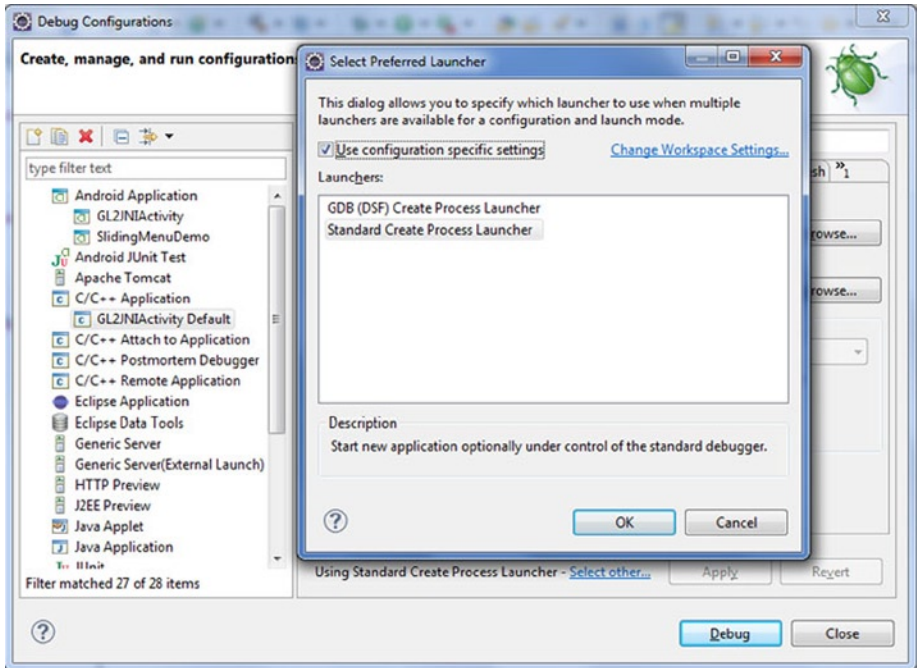 Debug Configurations
Create, manage, and run configuration
type filter text
Android Application
GL2JNIActivity
SlidingMenuDemo
Android JUnit Test
Apache Tomcat
C/C++ Application
GL2JNIActivity Default
C/C++ Attach to Application
C/C++ Postmortem Debugger
C/C++ Remote Application
Eclipse Application
Eclipse Data Tools
Generic Server
Generic Server(External Launch)
HTTP Preview
J2EE Preview
Java Applet
Java Application
Filter matched 27 of 28 items
Select Preferred Launcher
This dialog allows you to specify which launcher to use when multiple
launchers are available for a configuration and launch mode.
Use configuration specific settings
Change Workspace Settings...
Launchers:
GDB (DSF) Create Process Launcher
Standard Create Process Launcher
Description
Start new application optionally under control of the standard debugger.
OK
Cancel
sh
»1
rowse...
rowse...
Using Standard Create Process Launcher - Select other...
Apply
Revert
Debug
Close